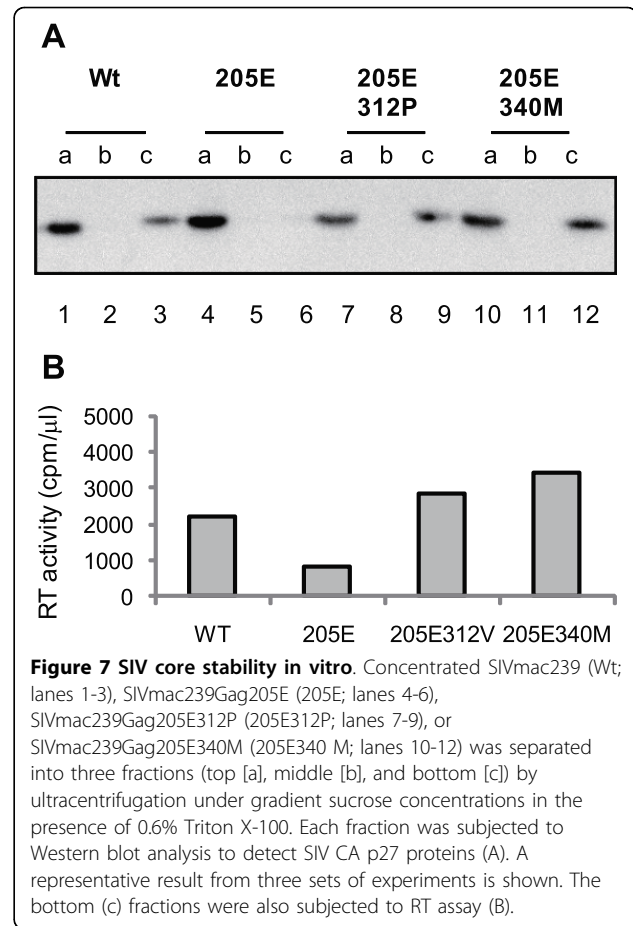 A
Wt 205E 205E 205E
312P 340M
a b c a b c a b c a b c
1 2 3 4 5 6 7 8 9 10 11 12
B
RT activity (cpm/μl)
5000
4000
3000
2000
1000
0
WT 205E 205E312V 205E340M
Figure 7 SIV core stability in vitro. Concentrated SIVmac239 (Wt;
lanes 1-3), SIVmac239Gag205E (205E; lanes 4-6),
SIVmac239Gag205E312P (205E312P; lanes 7-9), or
SIVmac239Gag205E340M (205E340 M; lanes 10-12) was separated
into three fractions (top [a], middle [b], and bottom [c]) by
ultracentrifugation under gradient sucrose concentrations in the
presence of 0.6% Triton X-100. Each fraction was subjected to
Western blot analysis to detect SIV CA p27 proteins (A). A
representative result from three sets of experiments is shown. The
bottom (c) fractions were also subjected to RT assay (B).